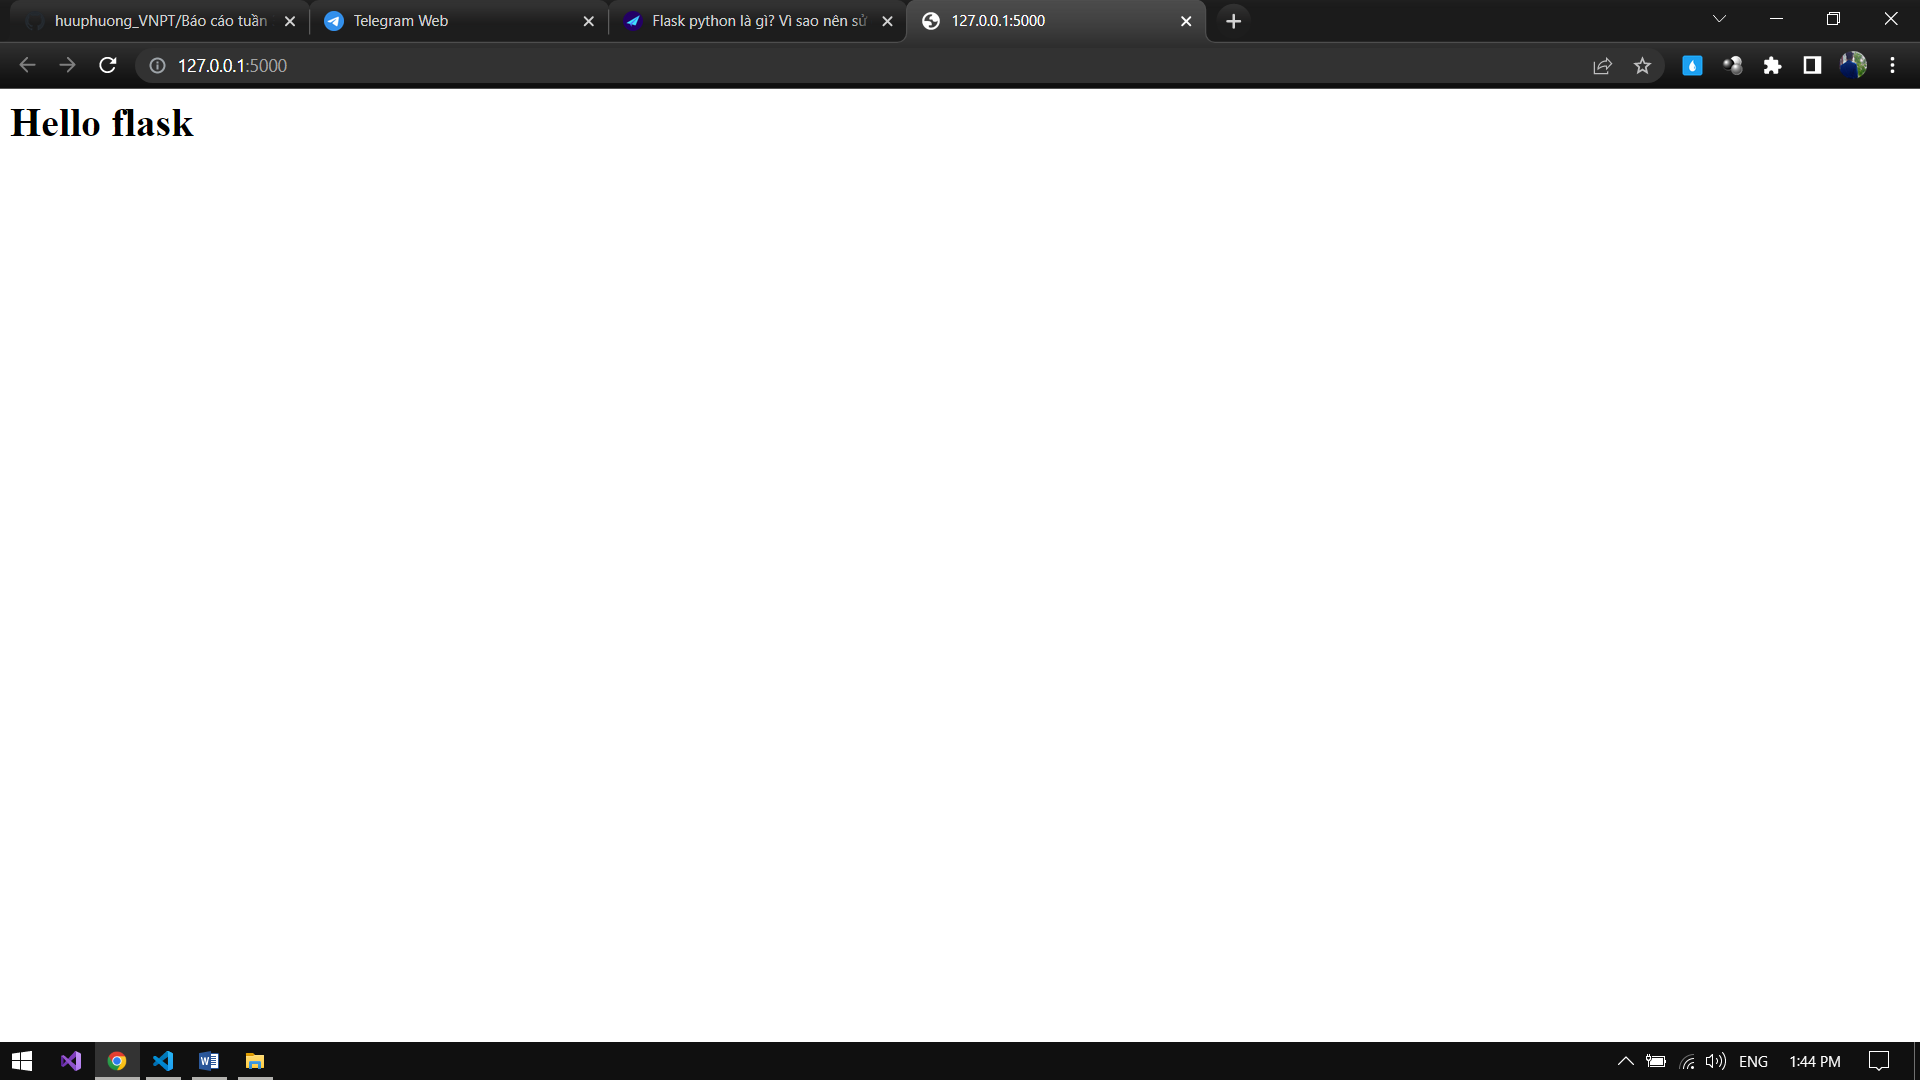 huuphuong_VNPT/Báo cáo tuần
Telegram Web
Flask python là gì? Vì sao nên sử
127.0.0.1:5000
127.0.0.1:5000
Hello flask
ENG
1:44 PM